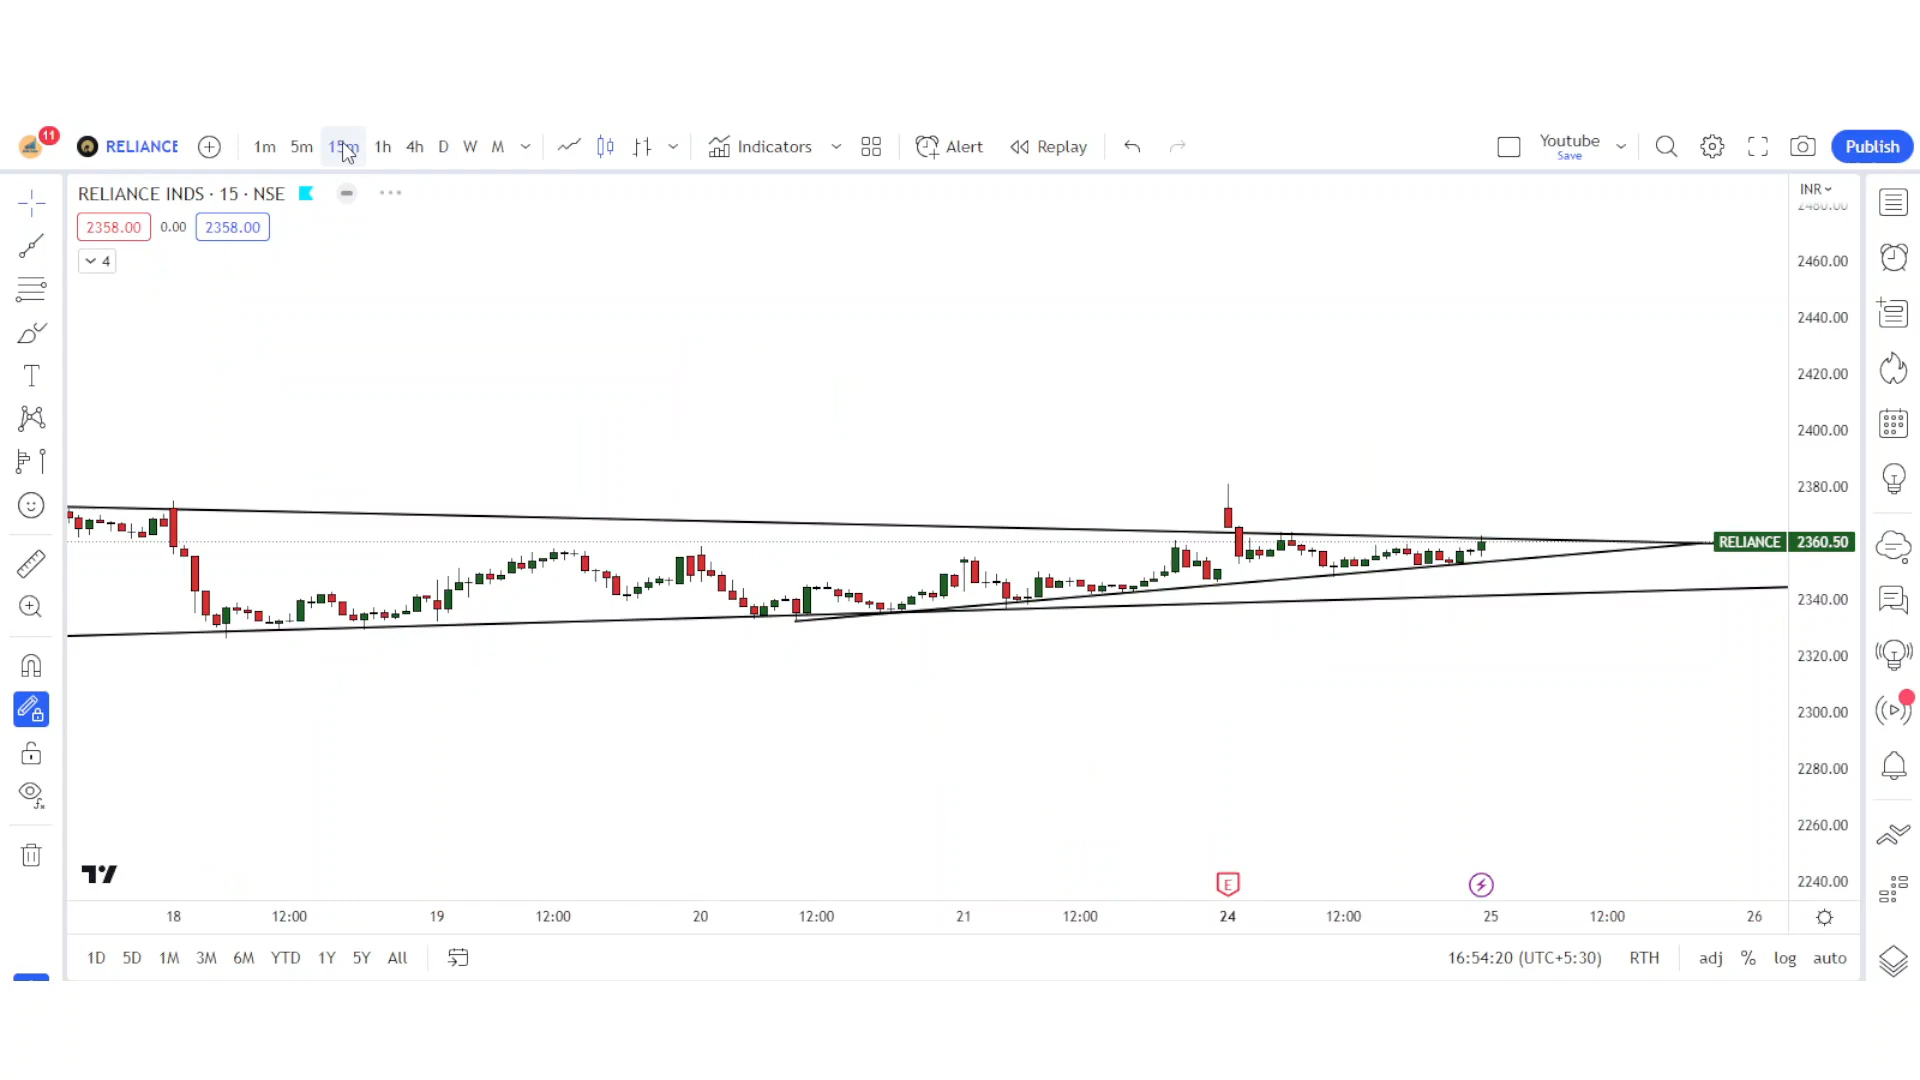 11
RELIANCE 1m 5m 15m 1h 4h D W M Indicators Alert Replay Youtube Save Publish
RELIANCE INDS · 15 · NSE
INR
2480.00
2358.00 0.00 2358.00
4
2460.00
2440.00
2420.00
2400.00
2380.00
RELIANCE 2360.50
2340.00
2320.00
2300.00
2280.00
2260.00
2240.00
E
18 12:00 19 12:00 20 12:00 21 12:00 24 12:00 25 12:00 26
1D 5D 1M 3M 6M YTD 1Y 5Y All 16:54:20 (UTC+5:30) RTH adj % log auto